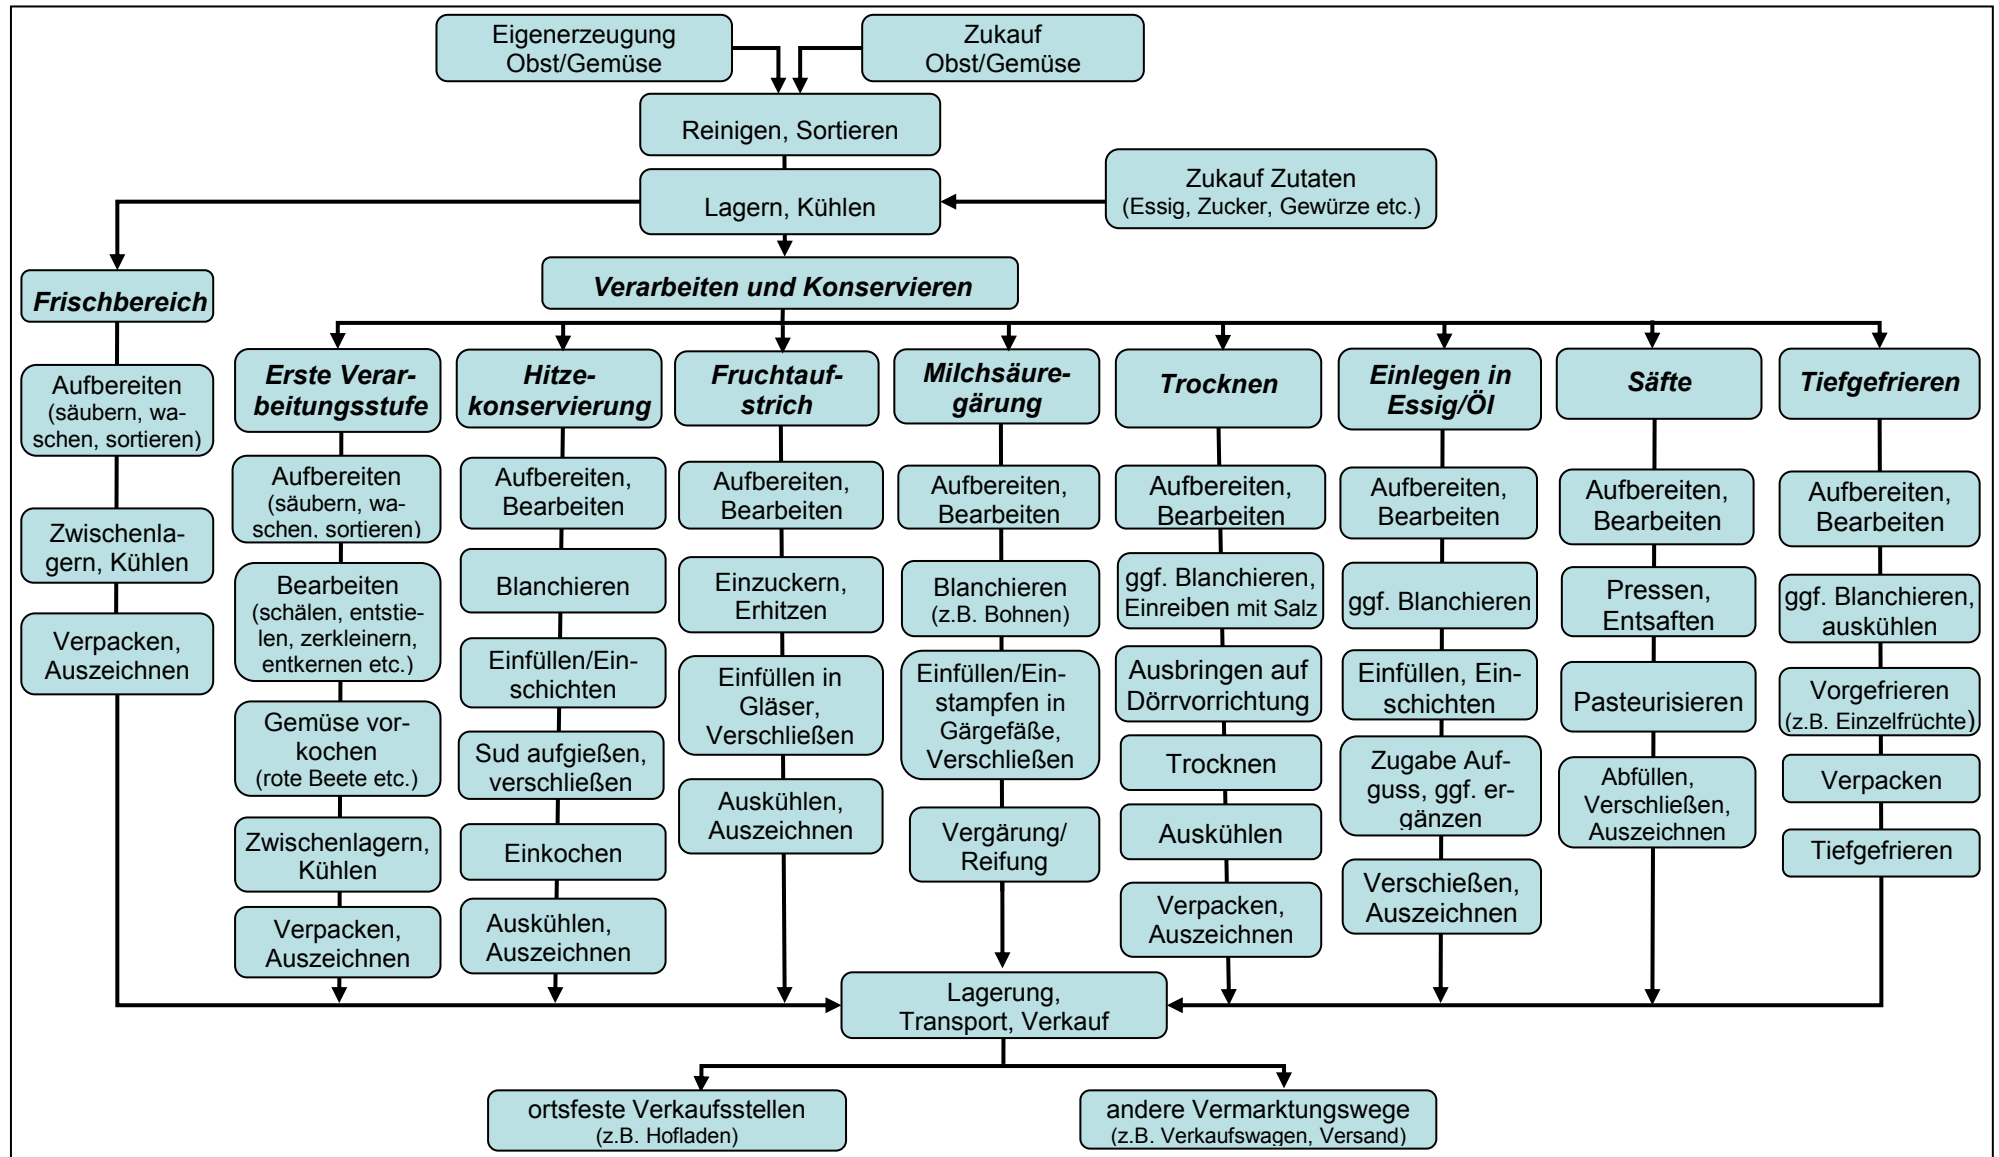 Eigenerzeugung
Obst/Gemüse
Zukauf
Obst/Gemüse
Reinigen, Sortieren
Lagern, Kühlen
Zukauf Zutaten
(Essig, Zucker, Gewürze etc.)
Verarbeiten und Konservieren
Frischbereich
Aufbereiten
(säubern, wa-
schen, sortieren)
Zwischenla-
gern, Kühlen
Verpacken,
Auszeichnen
Erste Verar-
beitungsstufe
Aufbereiten
(säubern, wa-
schen, sortieren)
Bearbeiten
(schälen, entstie-
len, zerkleinern,
entkernen etc.)
Gemüse vor-
kochen
(rote Beete etc.)
Zwischenlagern,
Kühlen
Verpacken,
Auszeichnen
Hitze-
konservierung
Aufbereiten,
Bearbeiten
Blanchieren
Einfüllen/Ein-
schichten
Sud aufgießen,
verschließen
Einkochen
Auskühlen,
Auszeichnen
Fruchtauf-
strich
Aufbereiten,
Bearbeiten
Einzuckern,
Erhitzen
Einfüllen in
Gläser,
Verschließen
Auskühlen,
Auszeichnen
Milchsäure-
gärung
Aufbereiten,
Bearbeiten
Blanchieren
(z.B. Bohnen)
Einfüllen/Ein-
stampfen in
Gärgefäße,
Verschließen
Vergärung/
Reifung
Trocknen
Aufbereiten,
Bearbeiten
ggf. Blanchieren,
Einreiben mit Salz
Ausbringen auf
Dörrvorrichtung
Trocknen
Auskühlen
Verpacken,
Auszeichnen
Einlegen in
Essig/Öl
Aufbereiten,
Bearbeiten
ggf. Blanchieren
Einfüllen, Ein-
schichten
Zugabe Auf-
guss, ggf. er-
gänzen
Verschießen,
Auszeichnen
Säfte
Aufbereiten,
Bearbeiten
Pressen,
Entsaften
Pasteurisieren
Abfüllen,
Verschließen,
Auszeichnen
Tiefgefrieren
Aufbereiten,
Bearbeiten
ggf. Blanchieren,
auskühlen
Vorgefrieren
(z.B. Einzelfrüchte)
Verpacken
Tiefgefrieren
Lagerung,
Transport, Verkauf
ortsfeste Verkaufsstellen
(z.B. Hofladen)
andere Vermarktungswege
(z.B. Verkaufswagen, Versand)